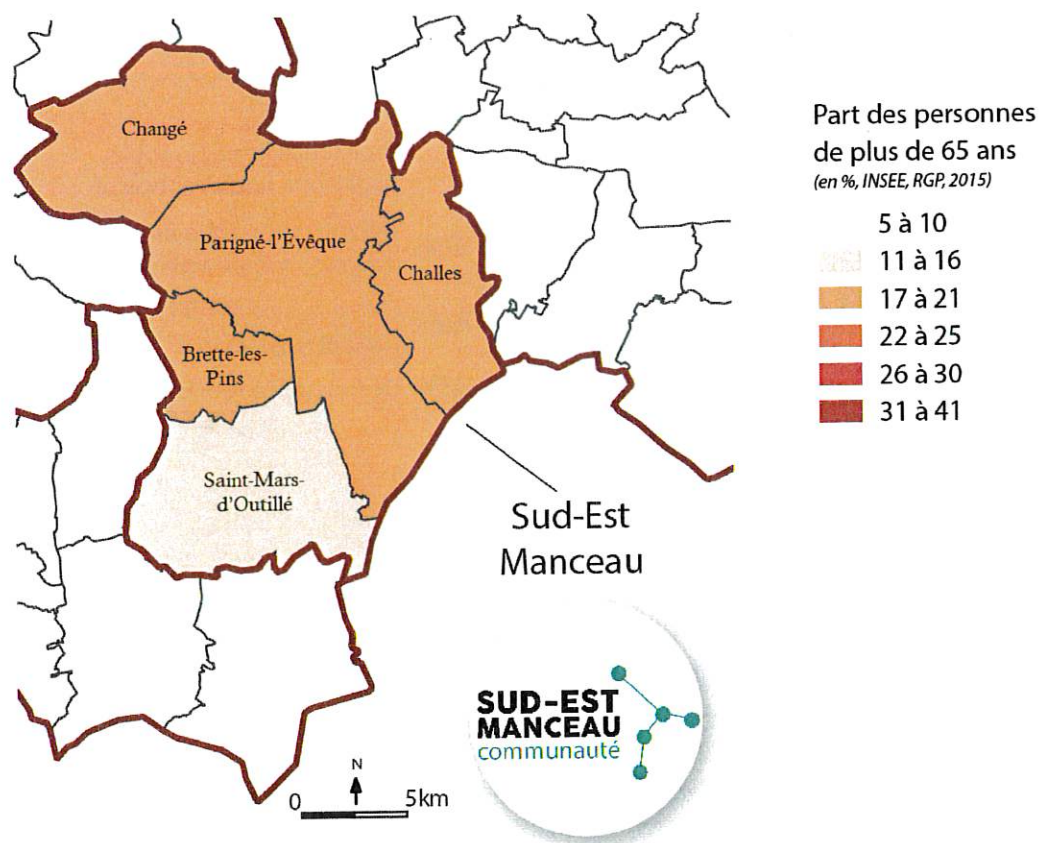 Changé
Parigné-l'Évêque
Challes
Brette-les-
Pins
Saint-Mars-
d'Outillé
Sud-Est
Manceau
Part des personnes
de plus de 65 ans
(en %, INSEE, RGP, 2015)
5 à 10
11 à 16
17 à 21
22 à 25
26 à 30
31 à 41
SUD-EST
MANCEAU
communauté
N
0 5km